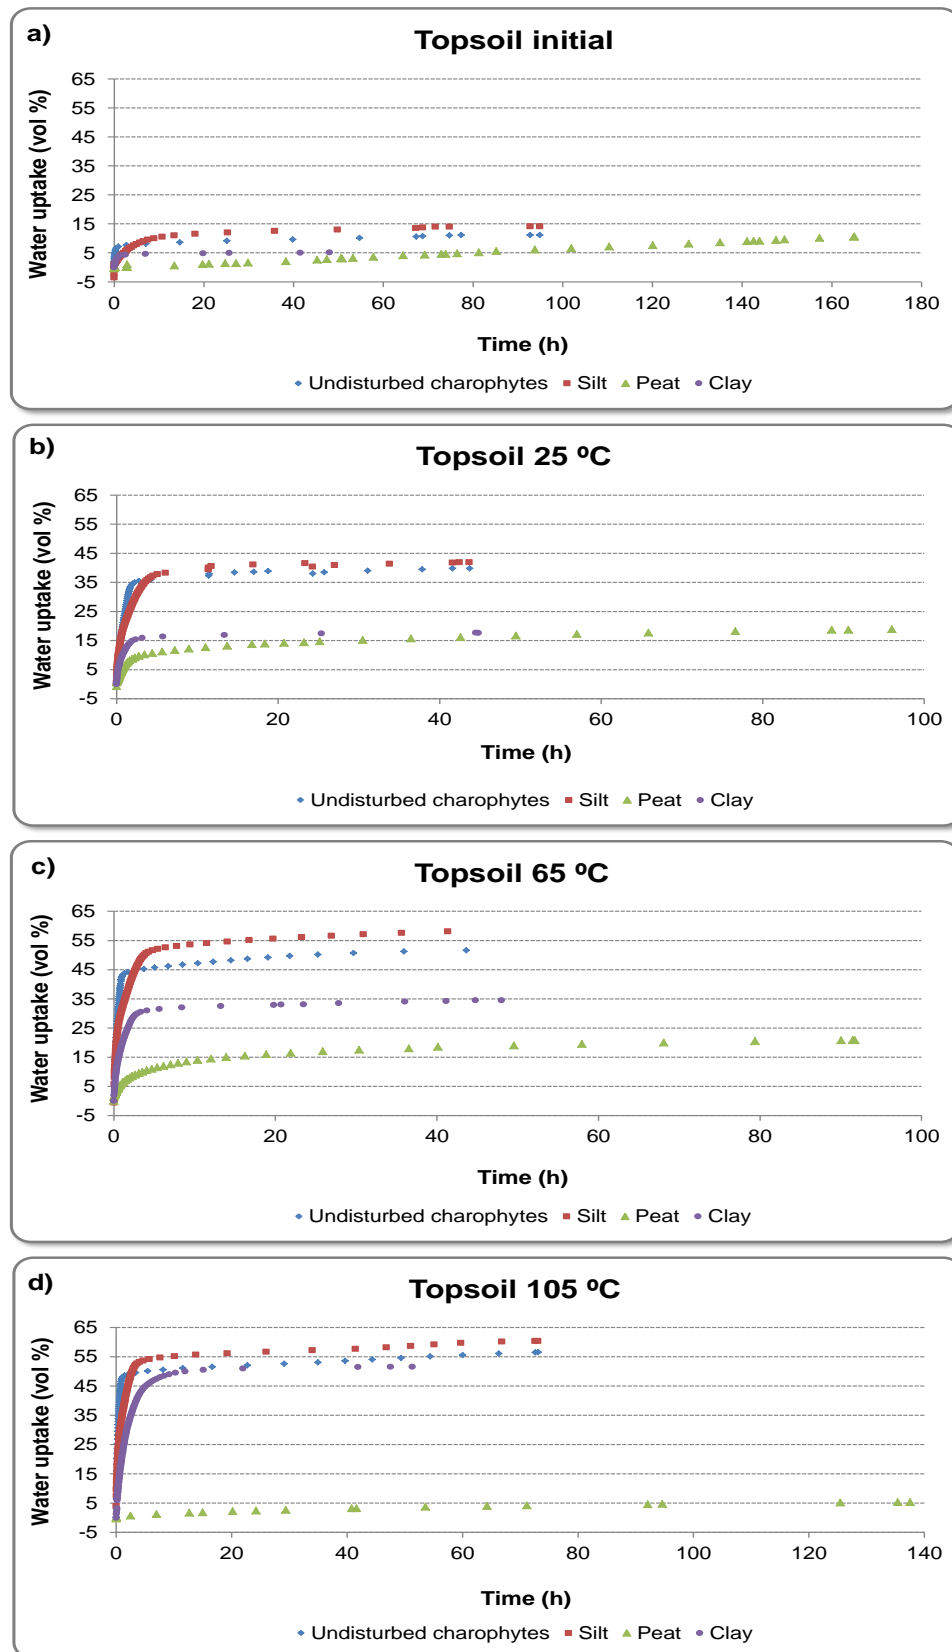 a)
Topsoil initial
Water uptake (vol %)
65
55
45
35
25
15
5
-5
0 20 40 60 80 100 120 140 160 180
Time (h)
Undisturbed charophytes Silt Peat Clay
b)
Topsoil 25 ºC
Water uptake (vol %)
65
55
45
35
25
15
5
-5
0 20 40 60 80 100
Time (h)
Undisturbed charophytes Silt Peat Clay
c)
Topsoil 65 ºC
Water uptake (vol %)
65
55
45
35
25
15
5
-5
0 20 40 60 80 100
Time (h)
Undisturbed charophytes Silt Peat Clay
d)
Topsoil 105 ºC
Water uptake (vol %)
65
55
45
35
25
15
5
-5
0 20 40 60 80 100 120 140
Time (h)
Undisturbed charophytes Silt Peat Clay